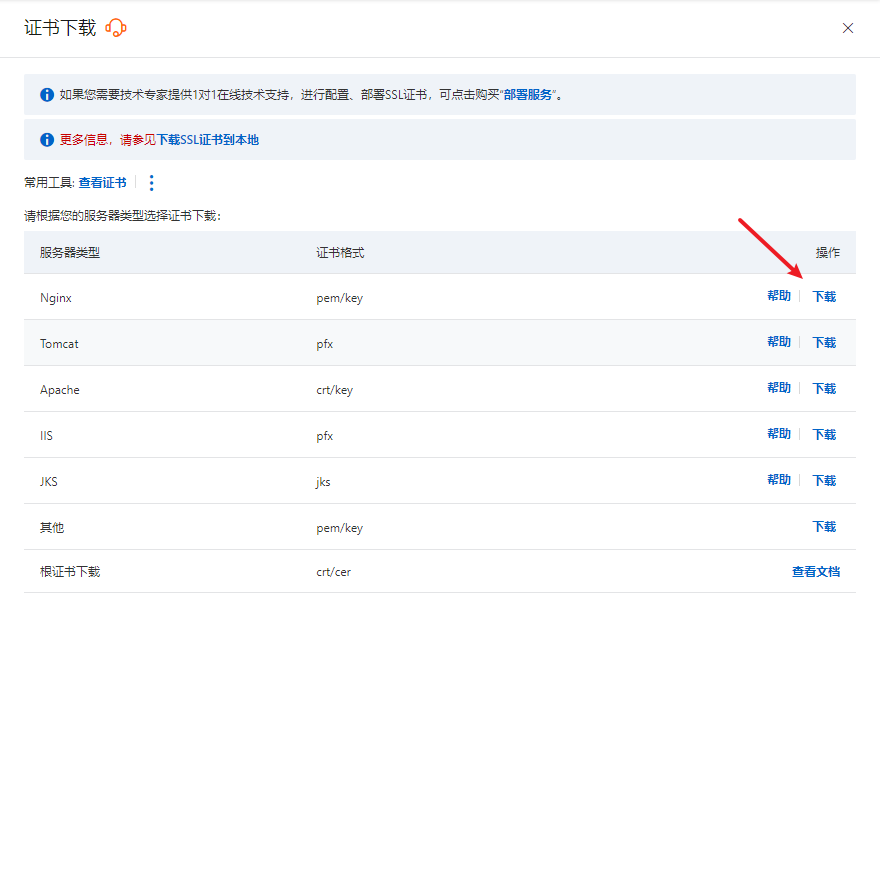 证书下载
如果您需要技术专家提供1对1在线技术支持，进行配置、部署SSL证书，可点击购买“部署服务”。
更多信息，请参见下载SSL证书到本地
常用工具: 查看证书
请根据您的服务器类型选择证书下载：
服务器类型 证书格式 操作
Nginx pem/key 帮助 下载
Tomcat pfx 帮助 下载
Apache crt/key 帮助 下载
IIS pfx 帮助 下载
JKS jks 帮助 下载
其他 pem/key 下载
根证书下载 crt/cer 查看文档